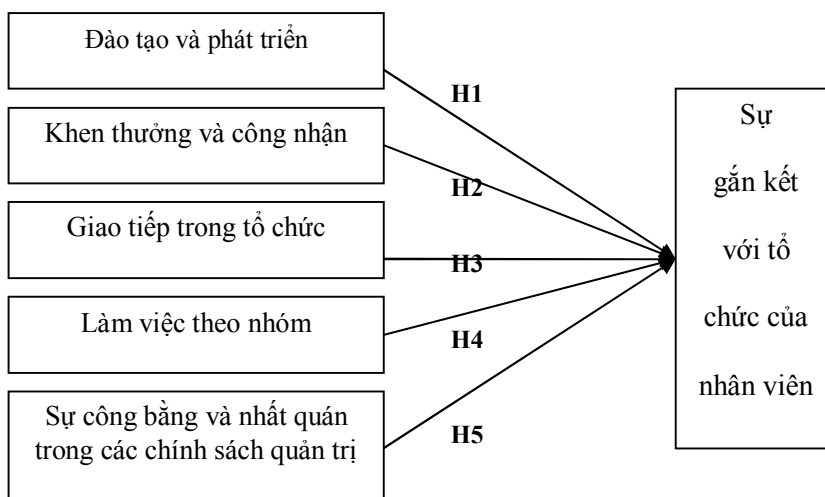 Đào tạo và phát triển
H1
Khen thưởng và công nhận
H2
Giao tiếp trong tổ chức
H3
Làm việc theo nhóm
H4
Sự công bằng và nhất quán
trong các chính sách quản trị
H5
Sự
gắn kết
với tổ
chức của
nhân viên